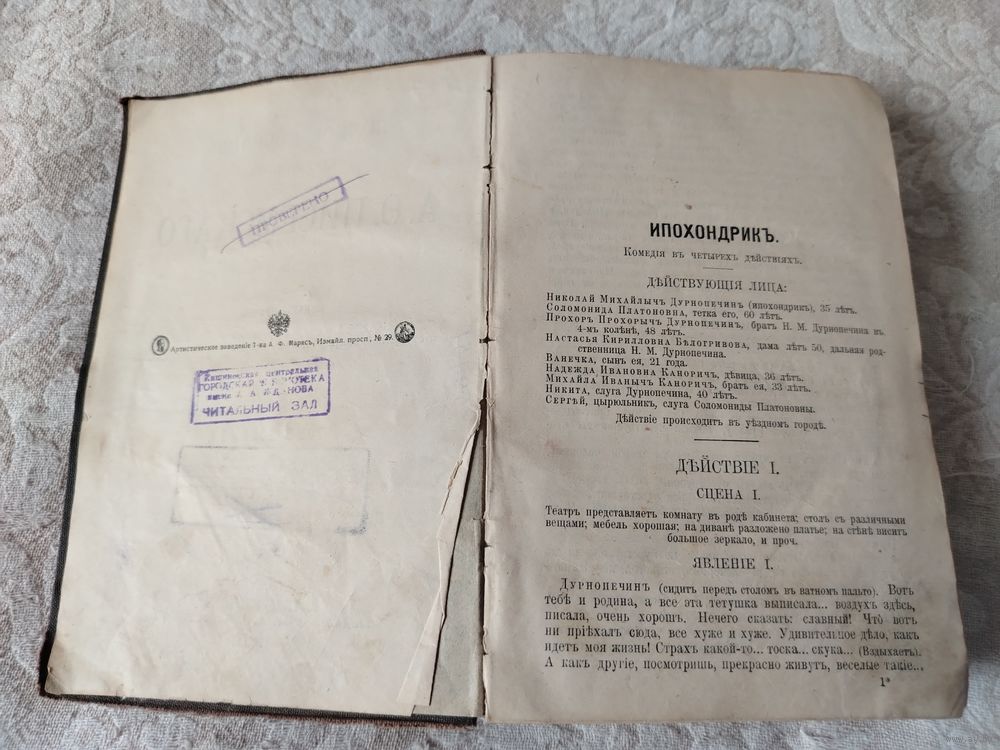 ПРОВЕРЕНО
Артистическое заведение Т-ва А. Ф. Марксъ, Измайл. просп., № 29.
Кишиневская центральная
ГОРОДСКАЯ БИБЛИОТЕКА
имени
ЧИТАЛЬНЫЙ ЗАЛ
ИПОХОНДРИКЪ.
Комедія въ четырехъ дѣйствіяхъ.
ДѢЙСТВУЮЩІЯ ЛИЦА:
Николай Михайлычъ Дурнопечинъ (ипохондрикъ), 35 лѣтъ.
Соломонида Платоновна, тетка его, 60 лѣтъ.
Прохоръ Прохорычъ Дурнопечинъ, братъ Н. М. Дурнопечина въ
4-мъ колѣнѣ, 48 лѣтъ.
Настасья Кирилловна Бѣлогривова, дама лѣтъ 50, дальняя род-
ственница Н. М. Дурнопечина.
Ванечка, сынъ ея, 21 года.
Надежда Ивановна Каноричъ, дѣвица, 36 лѣтъ.
Михайла Иванычъ Каноричъ, братъ ея, 33 лѣтъ.
Никита, слуга Дурнопечина, 40 лѣтъ.
Сергѣй, цырюльникъ, слуга Соломониды Платоновны.
Дѣйствіе происходитъ въ уѣздномъ городѣ.
ДѢЙСТВІЕ I.
СЦЕНА I.
Театръ представляетъ комнату въ родѣ кабинета; столъ съ различными
вещами; мебель хорошая; на диванѣ разложено платье; на стѣнѣ виситъ
большое зеркало, и проч.
ЯВЛЕНІЕ I.
Дурнопечинъ (сидитъ передъ столомъ въ ватномъ пальто). Вотъ
тебѣ и родина, а все эта тетушка выписала... воздухъ здѣсь,
писала, очень хорошъ. Нечего сказать: славный! Что вотъ
ни пріѣхалъ сюда, все хуже и хуже. Удивительное дѣло, какъ
идетъ моя жизнь! Страхъ какой-то... тоска... скука... (Вздыхаетъ).
А какъ другіе, посмотришь, прекрасно живутъ, веселые такіе...
1*